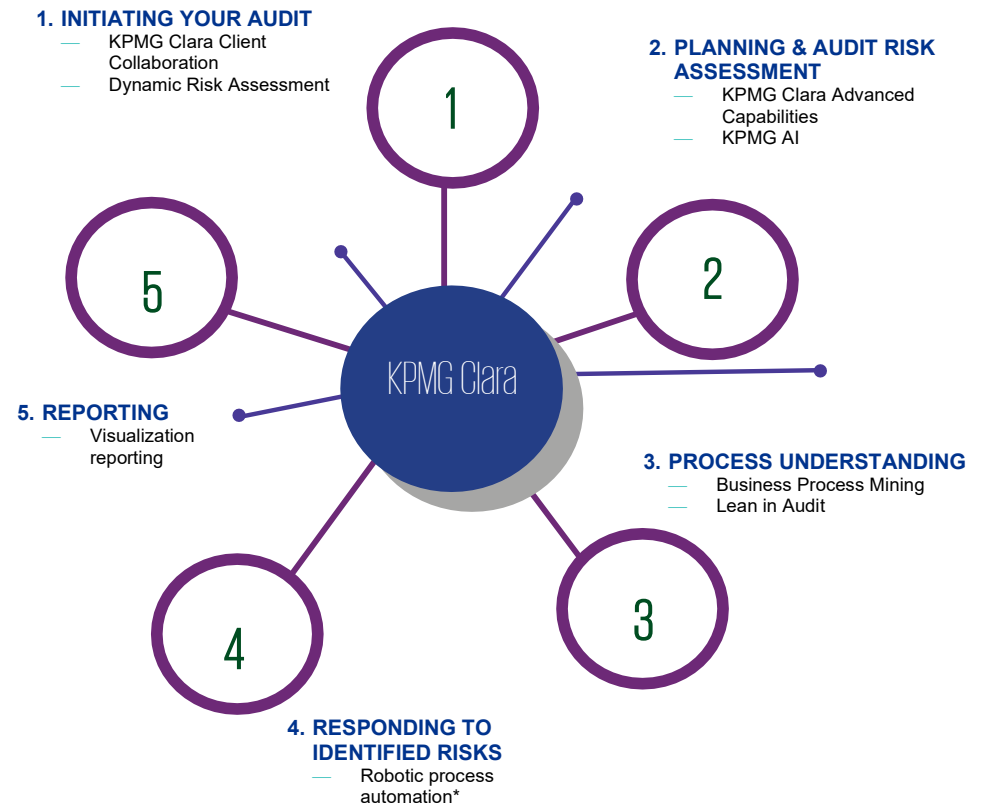 1. INITIATING YOUR AUDIT
— KPMG Clara Client
Collaboration
— Dynamic Risk Assessment
2. PLANNING & AUDIT RISK
ASSESSMENT
— KPMG Clara Advanced
Capabilities
— KPMG AI
1
2
5
KPMG Clara
5. REPORTING
— Visualization
reporting
3. PROCESS UNDERSTANDING
— Business Process Mining
— Lean in Audit
3
4
4. RESPONDING TO
IDENTIFIED RISKS
— Robotic process
automation*